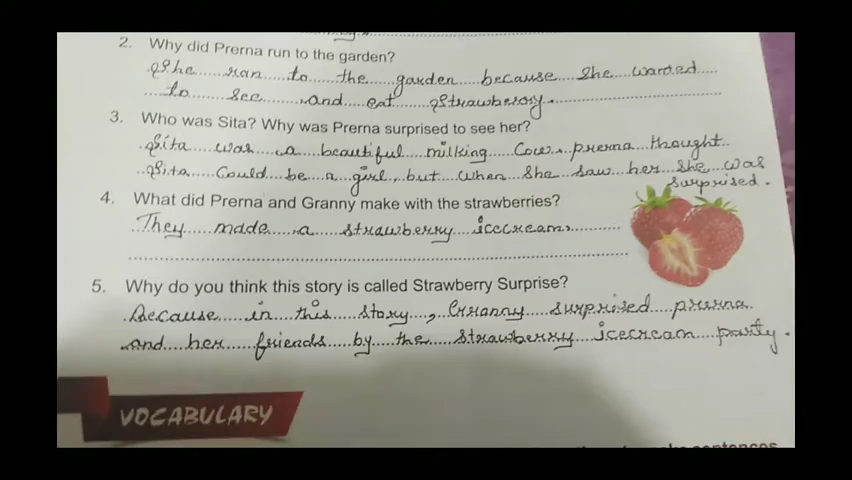 2. Why did Prerna run to the garden?
She ran to the garden because she wanted
to see and eat Strawberry.
3. Who was Sita? Why was Prerna surprised to see her?
Sita was a beautiful milking Cow. prerna thought
Sita Could be a girl, but when she saw her she was
surprised.
4. What did Prerna and Granny make with the strawberries?
They made a strawberry icecream.
5. Why do you think this story is called Strawberry Surprise?
Because in this story, Granny surprised prerna
and her friends by the strawberry icecream party.
VOCABULARY
sentences